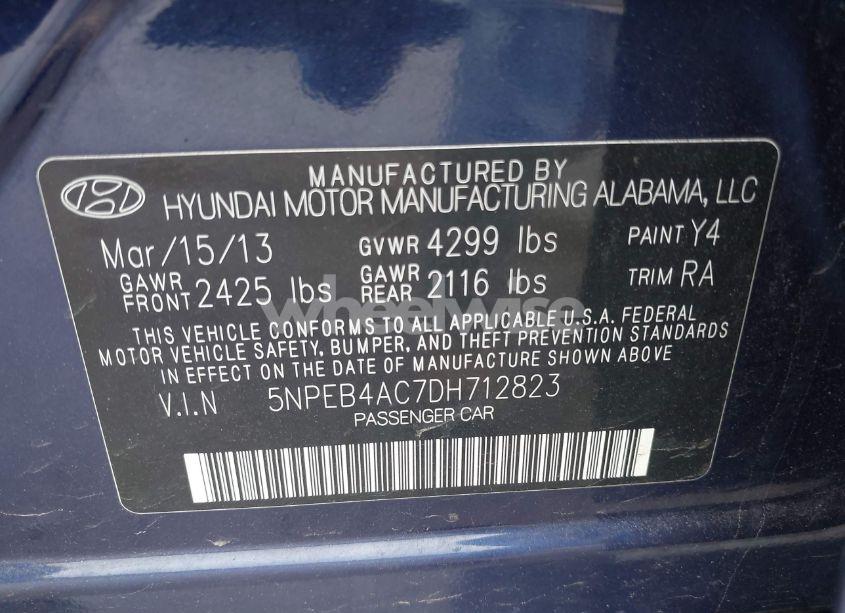 MANUFACTURED BY
HYUNDAI MOTOR MANUFACTURING ALABAMA, LLC
Mar/15/13 GVWR 4299 lbs PAINT Y4
GAWR FRONT 2425 lbs GAWR REAR 2116 lbs TRIM RA
wheelwise
THIS VEHICLE CONFORMS TO ALL APPLICABLE U.S.A. FEDERAL
MOTOR VEHICLE SAFETY, BUMPER, AND THEFT PREVENTION STANDARDS
IN EFFECT ON THE DATE OF MANUFACTURE SHOWN ABOVE
V.I.N 5NPEB4AC7DH712823
PASSENGER CAR